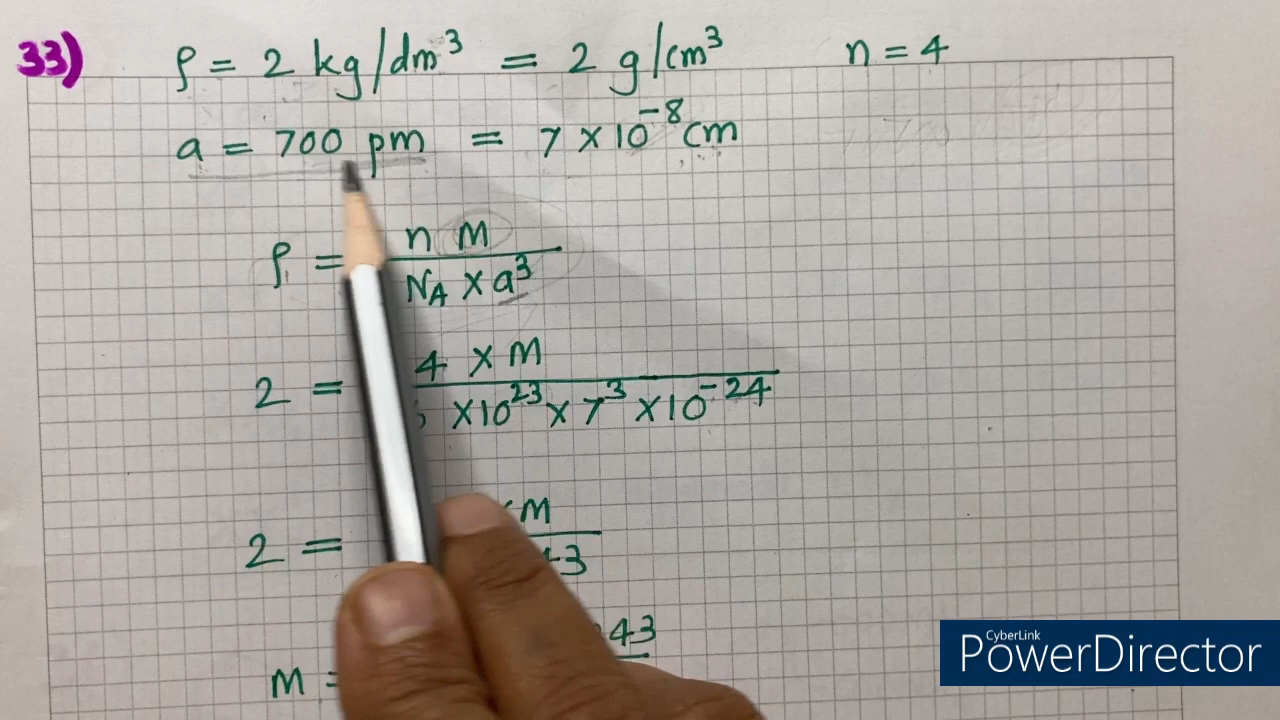 33) ρ = 2 kg/dm³ = 2 g/cm³ n = 4
a = 700 pm = 7 × 10⁻⁸ cm
ρ = n M / N_A × a³
2 = 4 × M / × 10²³ × 7³ × 10⁻²⁴
2 = M / 43
M = 43
CyberLink
PowerDirector